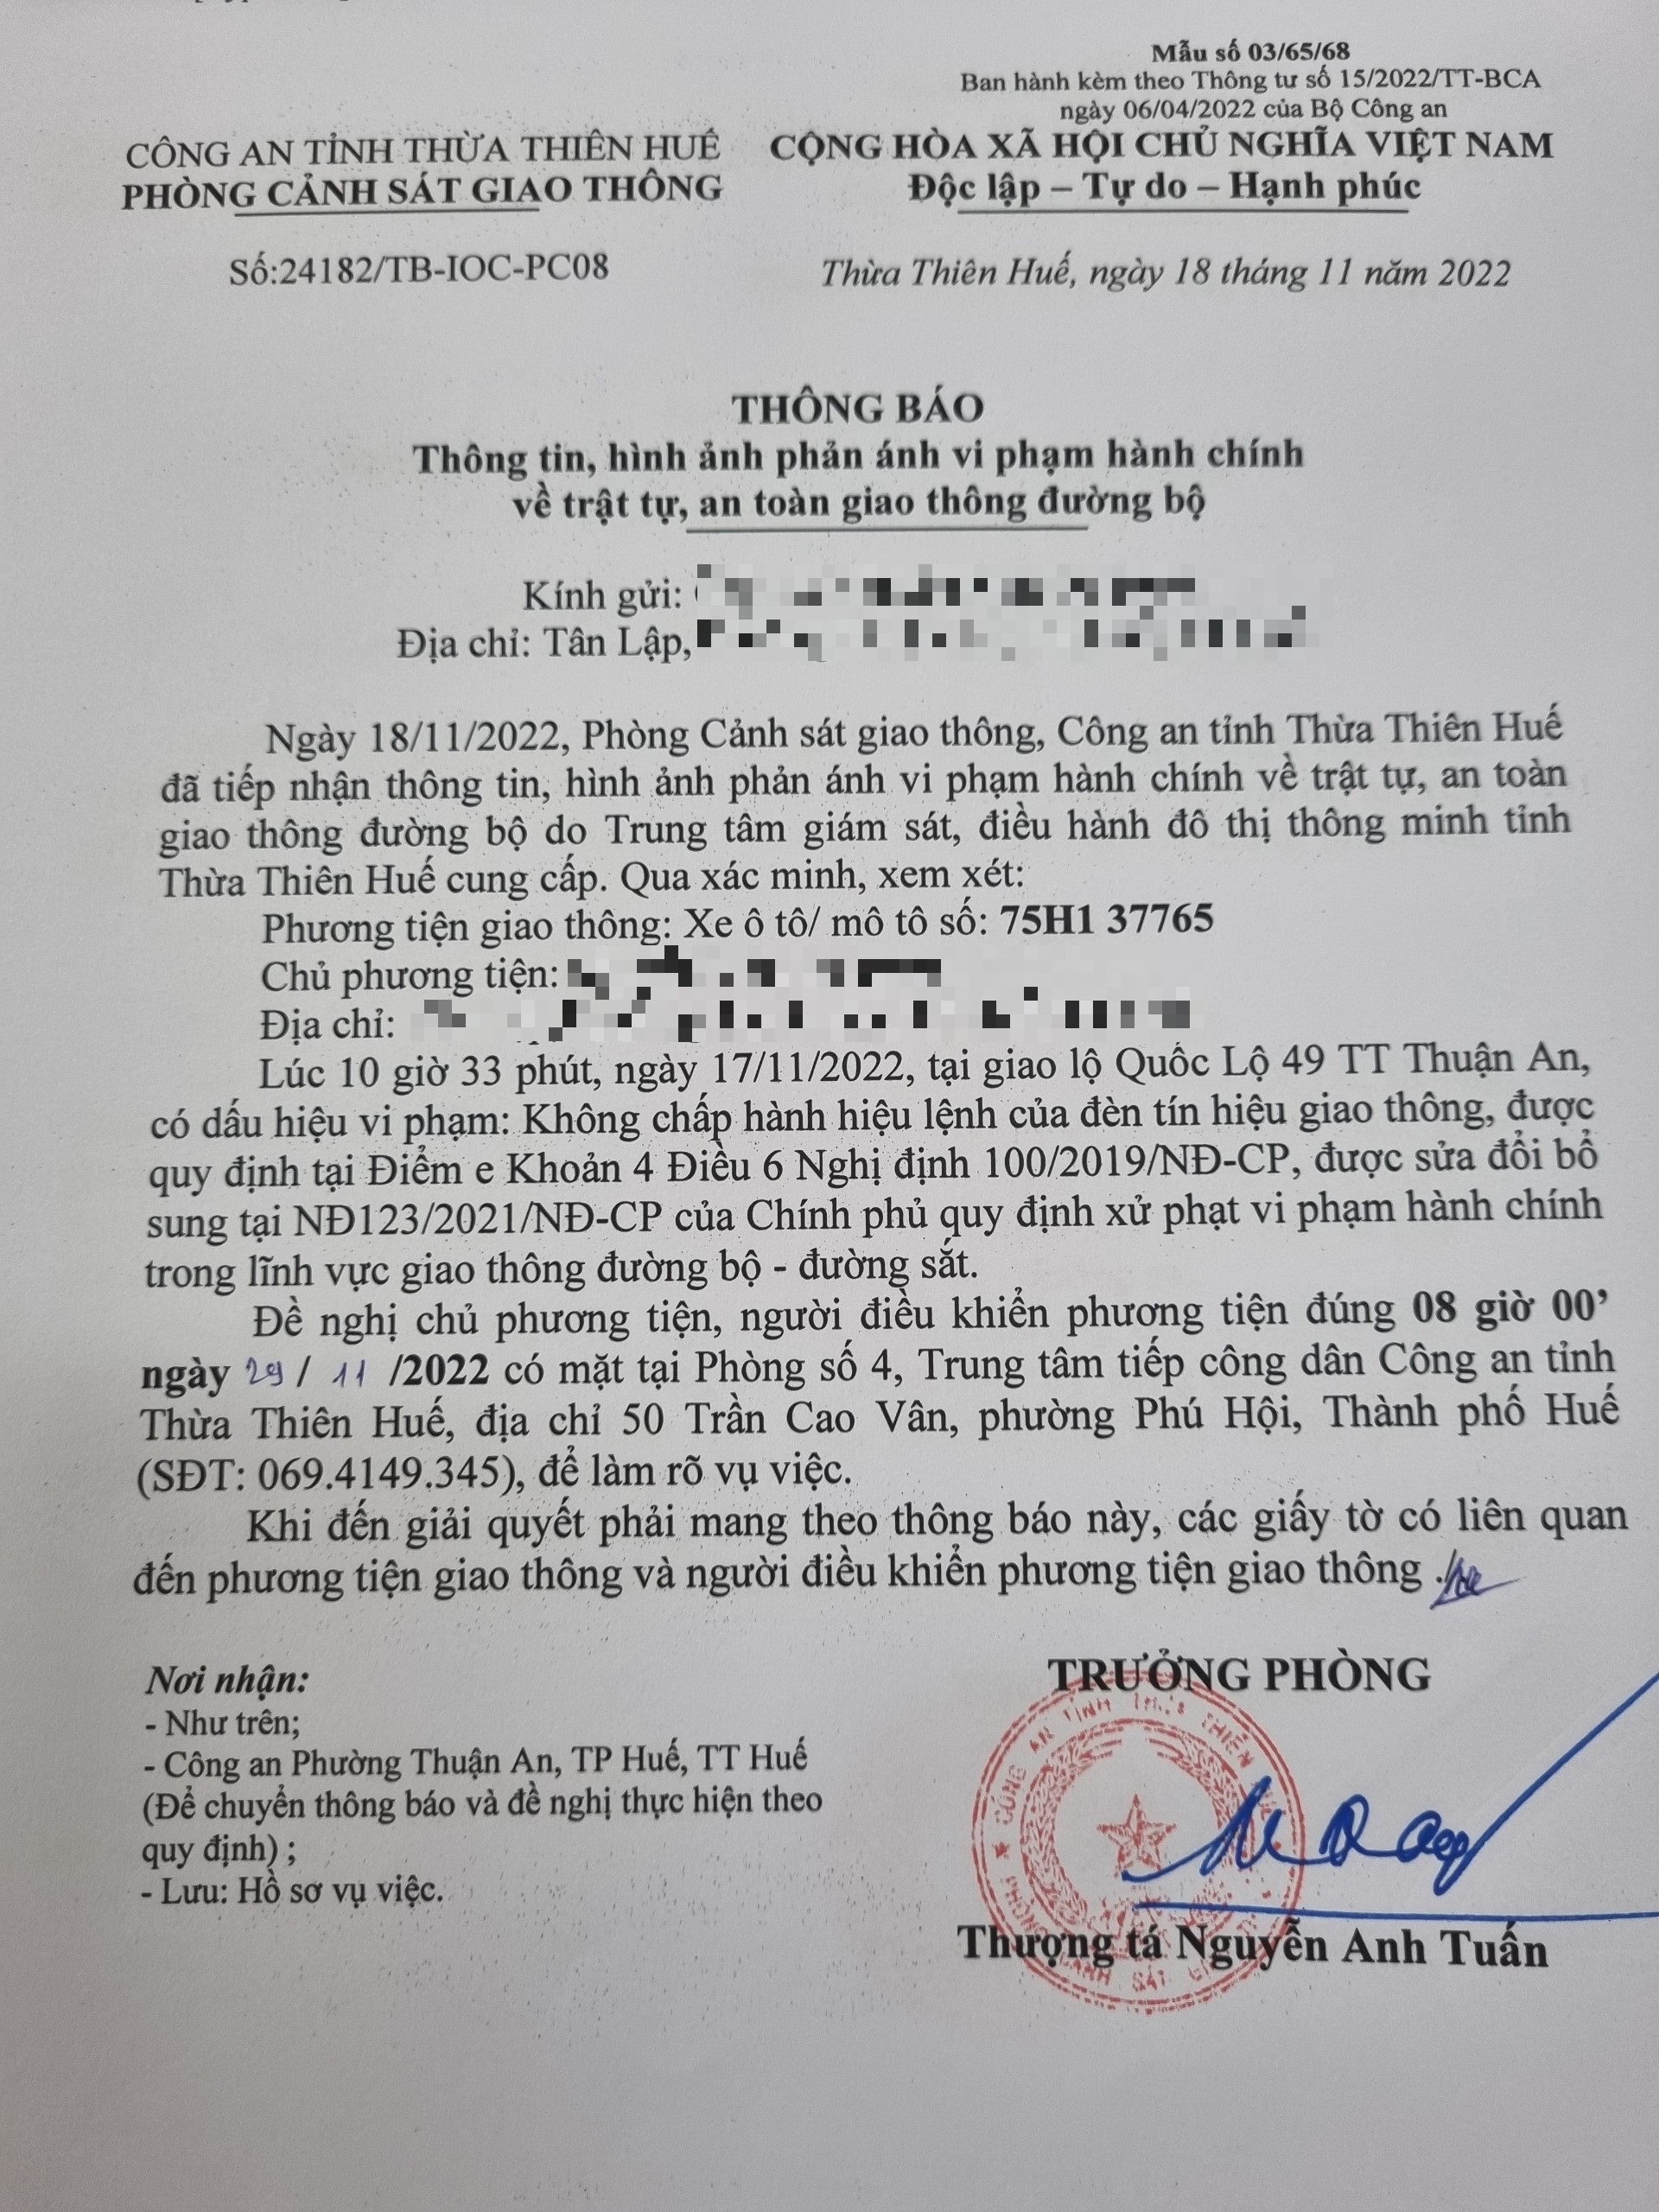 Mẫu số 03/65/68
Ban hành kèm theo Thông tư số 15/2022/TT-BCA
ngày 06/04/2022 của Bộ Công an
CÔNG AN TỈNH THỪA THIÊN HUẾ
PHÒNG CẢNH SÁT GIAO THÔNG
CỘNG HÒA XÃ HỘI CHỦ NGHĨA VIỆT NAM
Độc lập – Tự do – Hạnh phúc
Số:24182/TB-IOC-PC08
Thừa Thiên Huế, ngày 18 tháng 11 năm 2022
THÔNG BÁO
Thông tin, hình ảnh phản ánh vi phạm hành chính
về trật tự, an toàn giao thông đường bộ
Kính gửi:
Địa chỉ: Tân Lập,
Ngày 18/11/2022, Phòng Cảnh sát giao thông, Công an tỉnh Thừa Thiên Huế
đã tiếp nhận thông tin, hình ảnh phản ánh vi phạm hành chính về trật tự, an toàn
giao thông đường bộ do Trung tâm giám sát, điều hành đô thị thông minh tỉnh
Thừa Thiên Huế cung cấp. Qua xác minh, xem xét:
Phương tiện giao thông: Xe ô tô/ mô tô số: 75H1 37765
Chủ phương tiện:
Địa chỉ:
Lúc 10 giờ 33 phút, ngày 17/11/2022, tại giao lộ Quốc Lộ 49 TT Thuận An,
có dấu hiệu vi phạm: Không chấp hành hiệu lệnh của đèn tín hiệu giao thông, được
quy định tại Điểm e Khoản 4 Điều 6 Nghị định 100/2019/NĐ-CP, được sửa đổi bổ
sung tại NĐ123/2021/NĐ-CP của Chính phủ quy định xử phạt vi phạm hành chính
trong lĩnh vực giao thông đường bộ - đường sắt.
Đề nghị chủ phương tiện, người điều khiển phương tiện đúng 08 giờ 00’
ngày 29 / 11 /2022 có mặt tại Phòng số 4, Trung tâm tiếp công dân Công an tỉnh
Thừa Thiên Huế, địa chỉ 50 Trần Cao Vân, phường Phú Hội, Thành phố Huế
(SĐT: 069.4149.345), để làm rõ vụ việc.
Khi đến giải quyết phải mang theo thông báo này, các giấy tờ có liên quan
đến phương tiện giao thông và người điều khiển phương tiện giao thông ./
Nơi nhận:
- Như trên;
- Công an Phường Thuận An, TP Huế, TT Huế
(Để chuyển thông báo và đề nghị thực hiện theo
quy định) ;
- Lưu: Hồ sơ vụ việc.
TRƯỞNG PHÒNG
Thượng tá Nguyễn Anh Tuấn